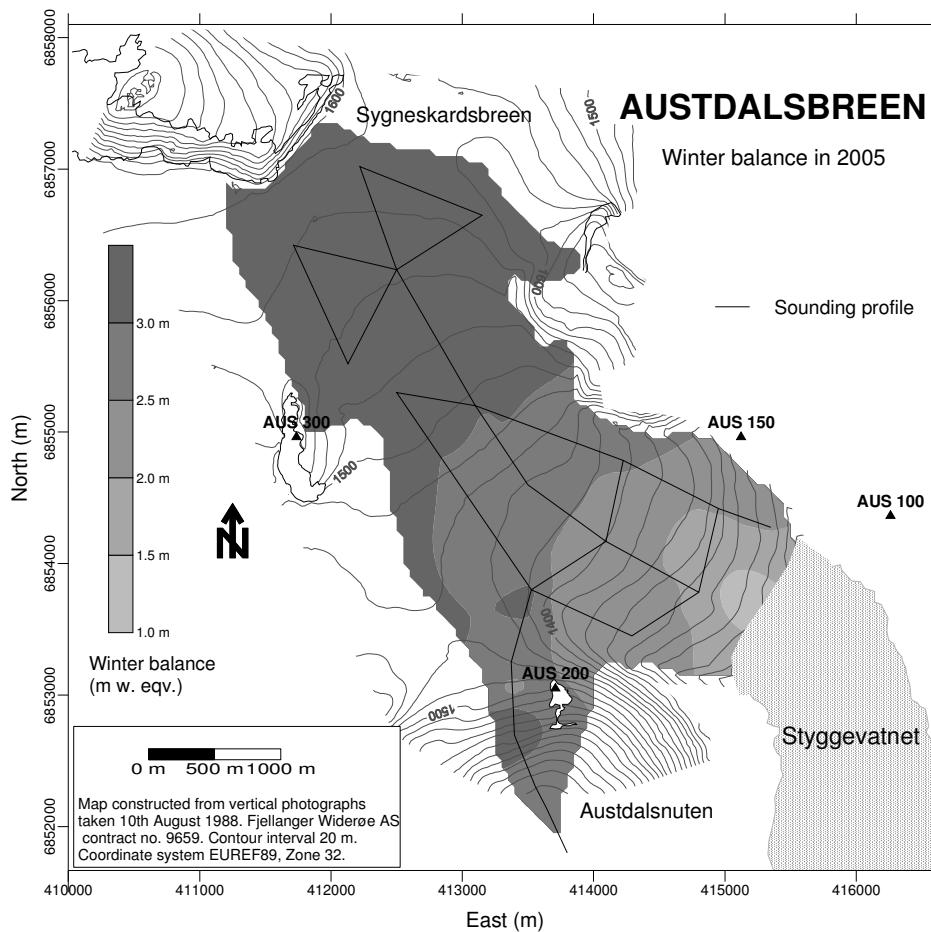 AUSTDALSBREEN
Winter balance in 2005
Sygneskardsbreen
1600
1500
1600
Sounding profile
3.0 m
2.5 m
2.0 m
1.5 m
1.0 m
Winter balance
(m w. eqv.)
AUS 300
AUS 150
AUS 100
AUS 200
1500
1400
1500
N
Styggevatnet
Austdalsnuten
0 m 500 m 1000 m
Map constructed from vertical photographs
taken 10th August 1988. Fjellanger Widerøe AS
contract no. 9659. Contour interval 20 m.
Coordinate system EUREF89, Zone 32.
North (m)
6858000
6857000
6856000
6855000
6854000
6853000
6852000
410000 411000 412000 413000 414000 415000 416000
East (m)